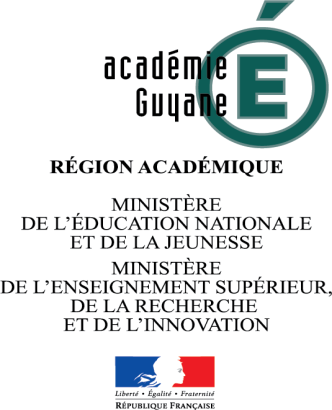 académie
Guyane
É
RÉGION ACADÉMIQUE
MINISTÈRE
DE L'ÉDUCATION NATIONALE
ET DE LA JEUNESSE
MINISTÈRE
DE L'ENSEIGNEMENT SUPÉRIEUR,
DE LA RECHERCHE
ET DE L'INNOVATION
Liberté • Égalité • Fraternité
RÉPUBLIQUE FRANÇAISE